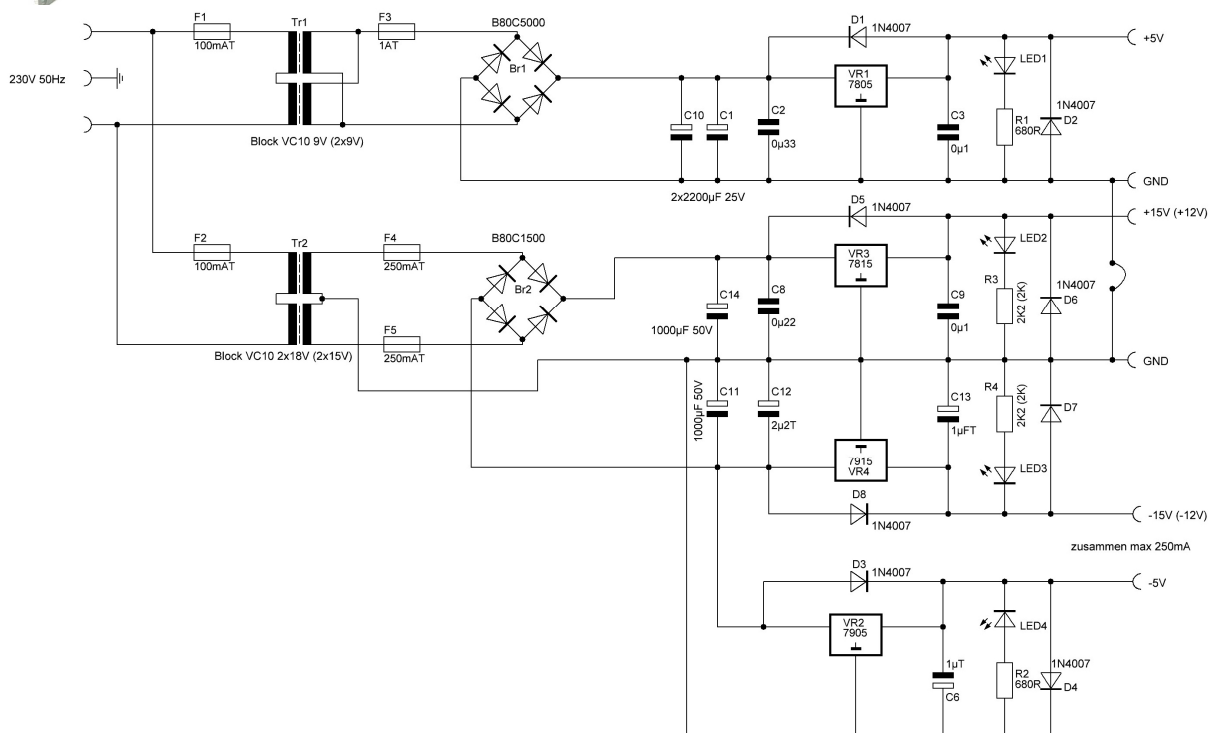 F1
100mAT
Tr1
F3
1AT
B80C5000
Br1
D1
1N4007
+5V
230V 50Hz
VR1
7805
LED1
C10
C1
C2
0µ33
C3
0µ1
R1
680R
1N4007
D2
Block VC10 9V (2x9V)
2x2200µF 25V
GND
D5
1N4007
+15V (+12V)
F2
100mAT
Tr2
F4
250mAT
B80C1500
Br2
VR3
7815
LED2
C14
1000µF 50V
C8
0µ22
C9
0µ1
R3
2K2 (2K)
1N4007
D6
F5
250mAT
Block VC10 2x18V (2x15V)
GND
1000µF 50V
C11
C12
2µ2T
C13
1µFT
R4
2K2 (2K)
D7
7915
VR4
LED3
D8
1N4007
-15V (-12V)
zusammen max 250mA
D3
1N4007
-5V
VR2
7905
LED4
1µT
C6
R2
680R
1N4007
D4